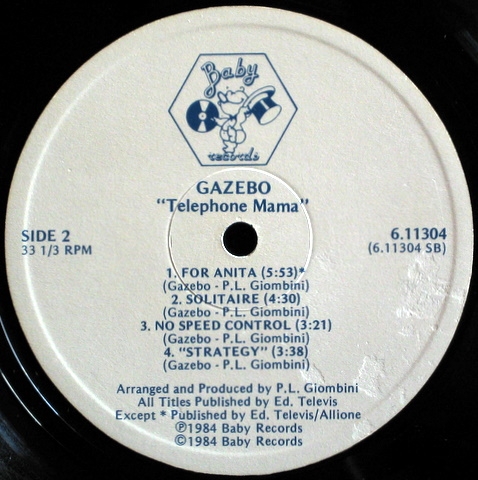 Baby
records
GAZEBO
"Telephone Mama"
SIDE 2
33 1/3 RPM
6.11304
(6.11304 SB)
1. FOR ANITA (5:53)*
(Gazebo - P.L. Giombini)
2. SOLITAIRE (4:30)
(Gazebo - P.L. Giombini)
3. NO SPEED CONTROL (3:21)
(Gazebo - P.L. Giombini)
4. "STRATEGY" (3:38)
(Gazebo - P.L. Giombini)
Arranged and Produced by P.L. Giombini
All Titles Published by Ed. Televis
Except * Published by Ed. Televis/Allione
℗1984 Baby Records
©1984 Baby Records